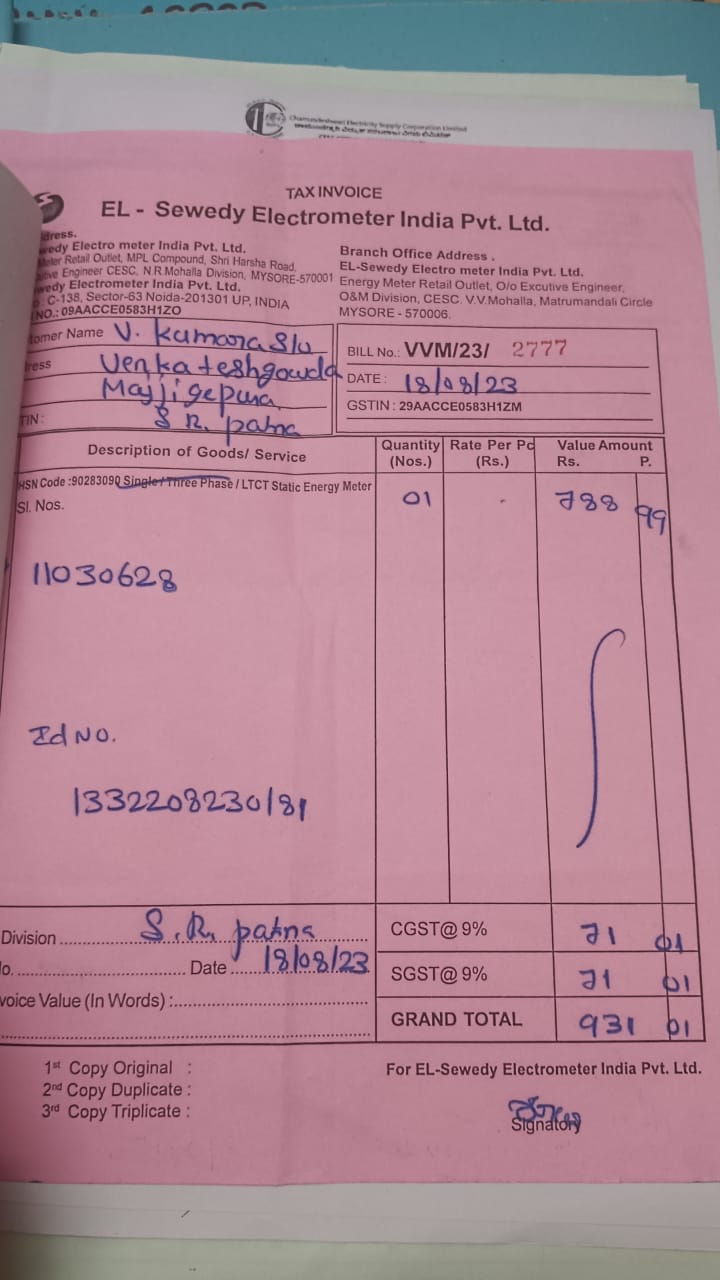 Chamundeshwari Electricity Supply Corporation Limited
TAX INVOICE
EL - Sewedy Electrometer India Pvt. Ltd.
dress.
wedy Electro meter India Pvt. Ltd.
Meter Retail Outlet, MPL Compound, Shri Harsha Road,
tive Engineer CESC, N.R.Mohalla Division, MYSORE-570001
wedy Electrometer Pvt. Ltd.
: C-138, Sector-63 Noida-201301 UP, INDIA
NO.: 09AACCE0583H1ZO
Branch Office Address .
EL-Sewedy Electro meter India Pvt. Ltd.
Energy Meter Retail Outlet, O/o Excutive Engineer,
O&M Division, CESC. V.V.Mohalla, Matrumandali Circle
MYSORE - 570006.
tomer Name V. Kumara S/o
ress Venkateshgowda
Majjigepura
TIN : S R. patna
BILL No.: VVM/23/ 2777
DATE : 18/08/23
GSTIN : 29AACCE0583H1ZM
Description of Goods/ Service Quantity (Nos.) Rate Per Pc (Rs.) Value Amount Rs. P.
HSN Code :90283090 Single / Three Phase / LTCT Static Energy Meter 01 788 99
Sl. Nos.
11030628
Id NO.
1332208230181
Division S.R. patna CGST@ 9% 71 01
lo. Date 18/08/23 SGST@ 9% 71 01
voice Value (In Words) : GRAND TOTAL 931 01
1st Copy Original :
2nd Copy Duplicate :
3rd Copy Triplicate :
For EL-Sewedy Electrometer India Pvt. Ltd.
Signatory